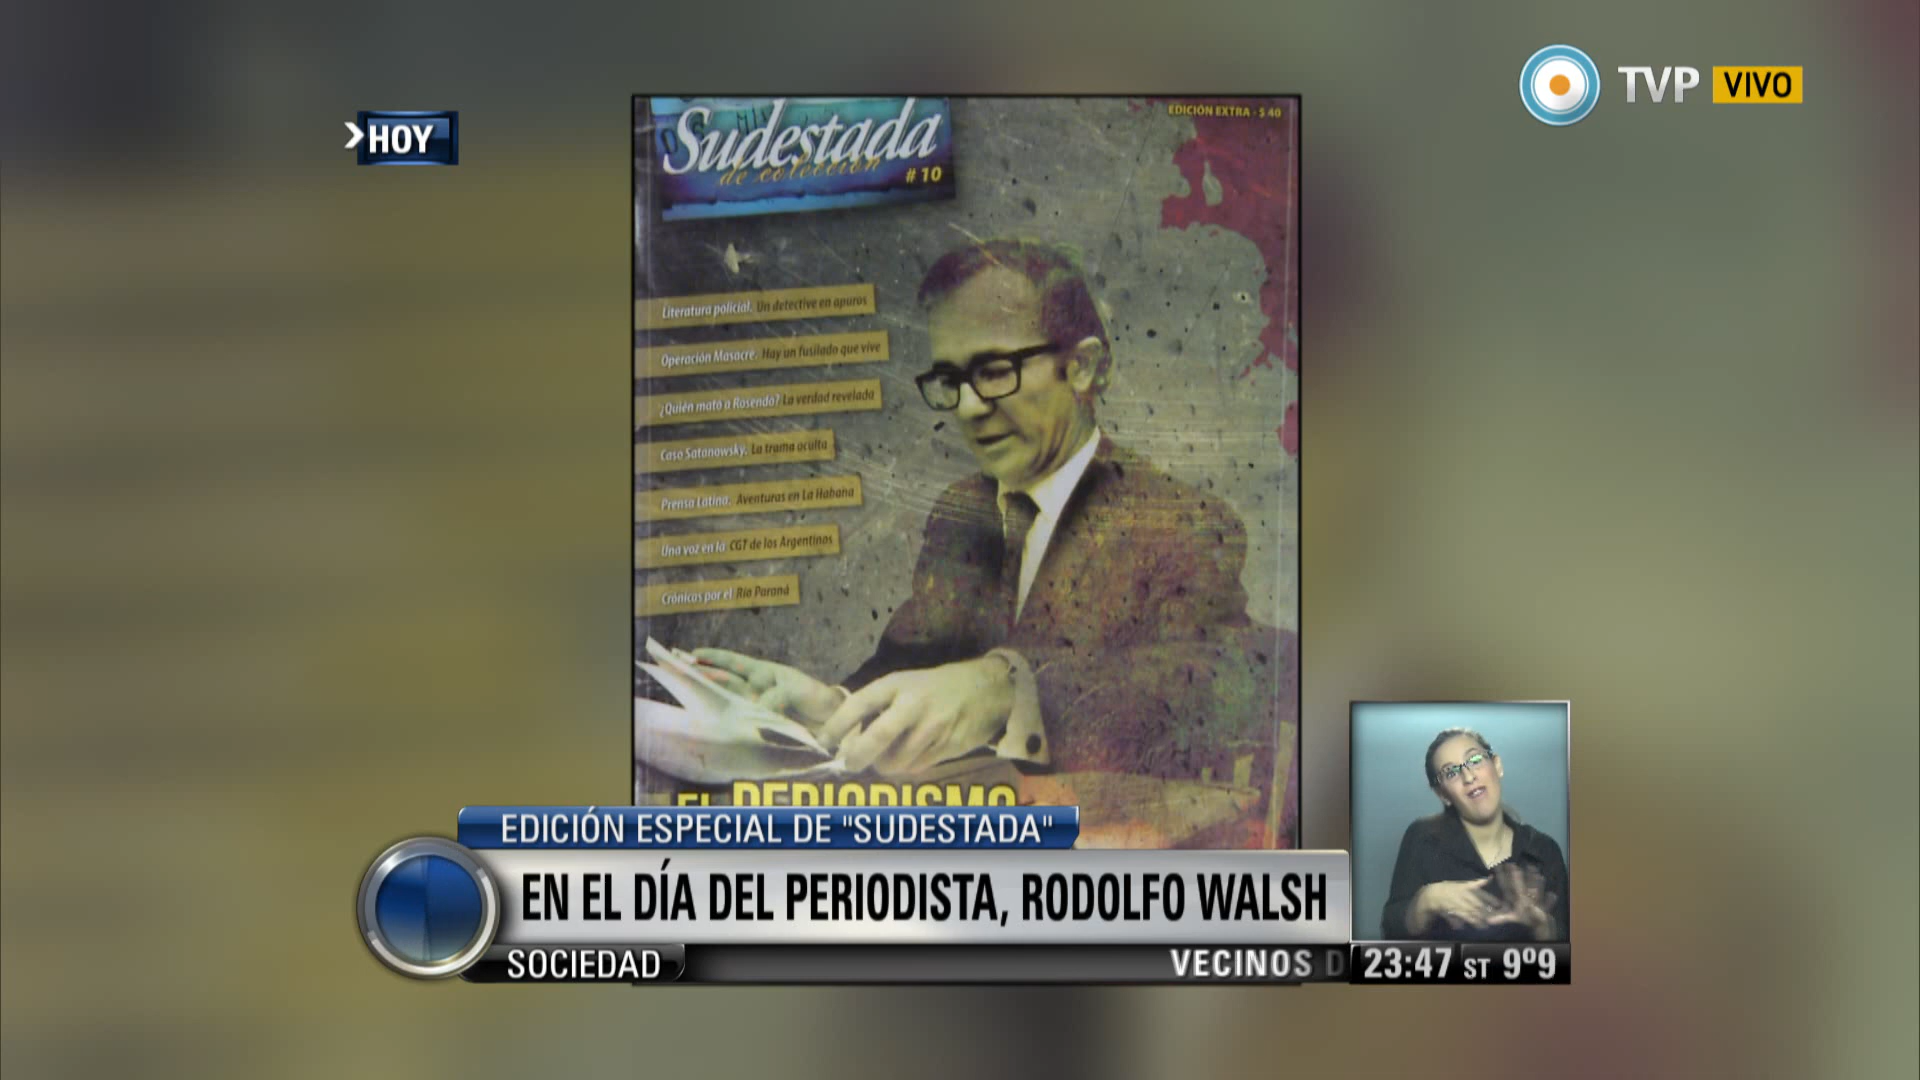 TVP VIVO
HOY
Sudestada
de colección
#10
EDICIÓN EXTRA - $ 40
Literatura policial. Un detective en apuros
Operación Masacre. Hay un fusilado que vive
¿Quién mató a Rosendo? La verdad revelada
Caso Satanowsky. La trama oculta
Prensa Latina. Aventuras en La Habana
Una voz en la CGT de los Argentinos
Crónicas por el Río Paraná
EL PERIODISMO
EDICIÓN ESPECIAL DE "SUDESTADA"
EN EL DÍA DEL PERIODISTA, RODOLFO WALSH
SOCIEDAD
VECINOS D
23:47 ST 9º9